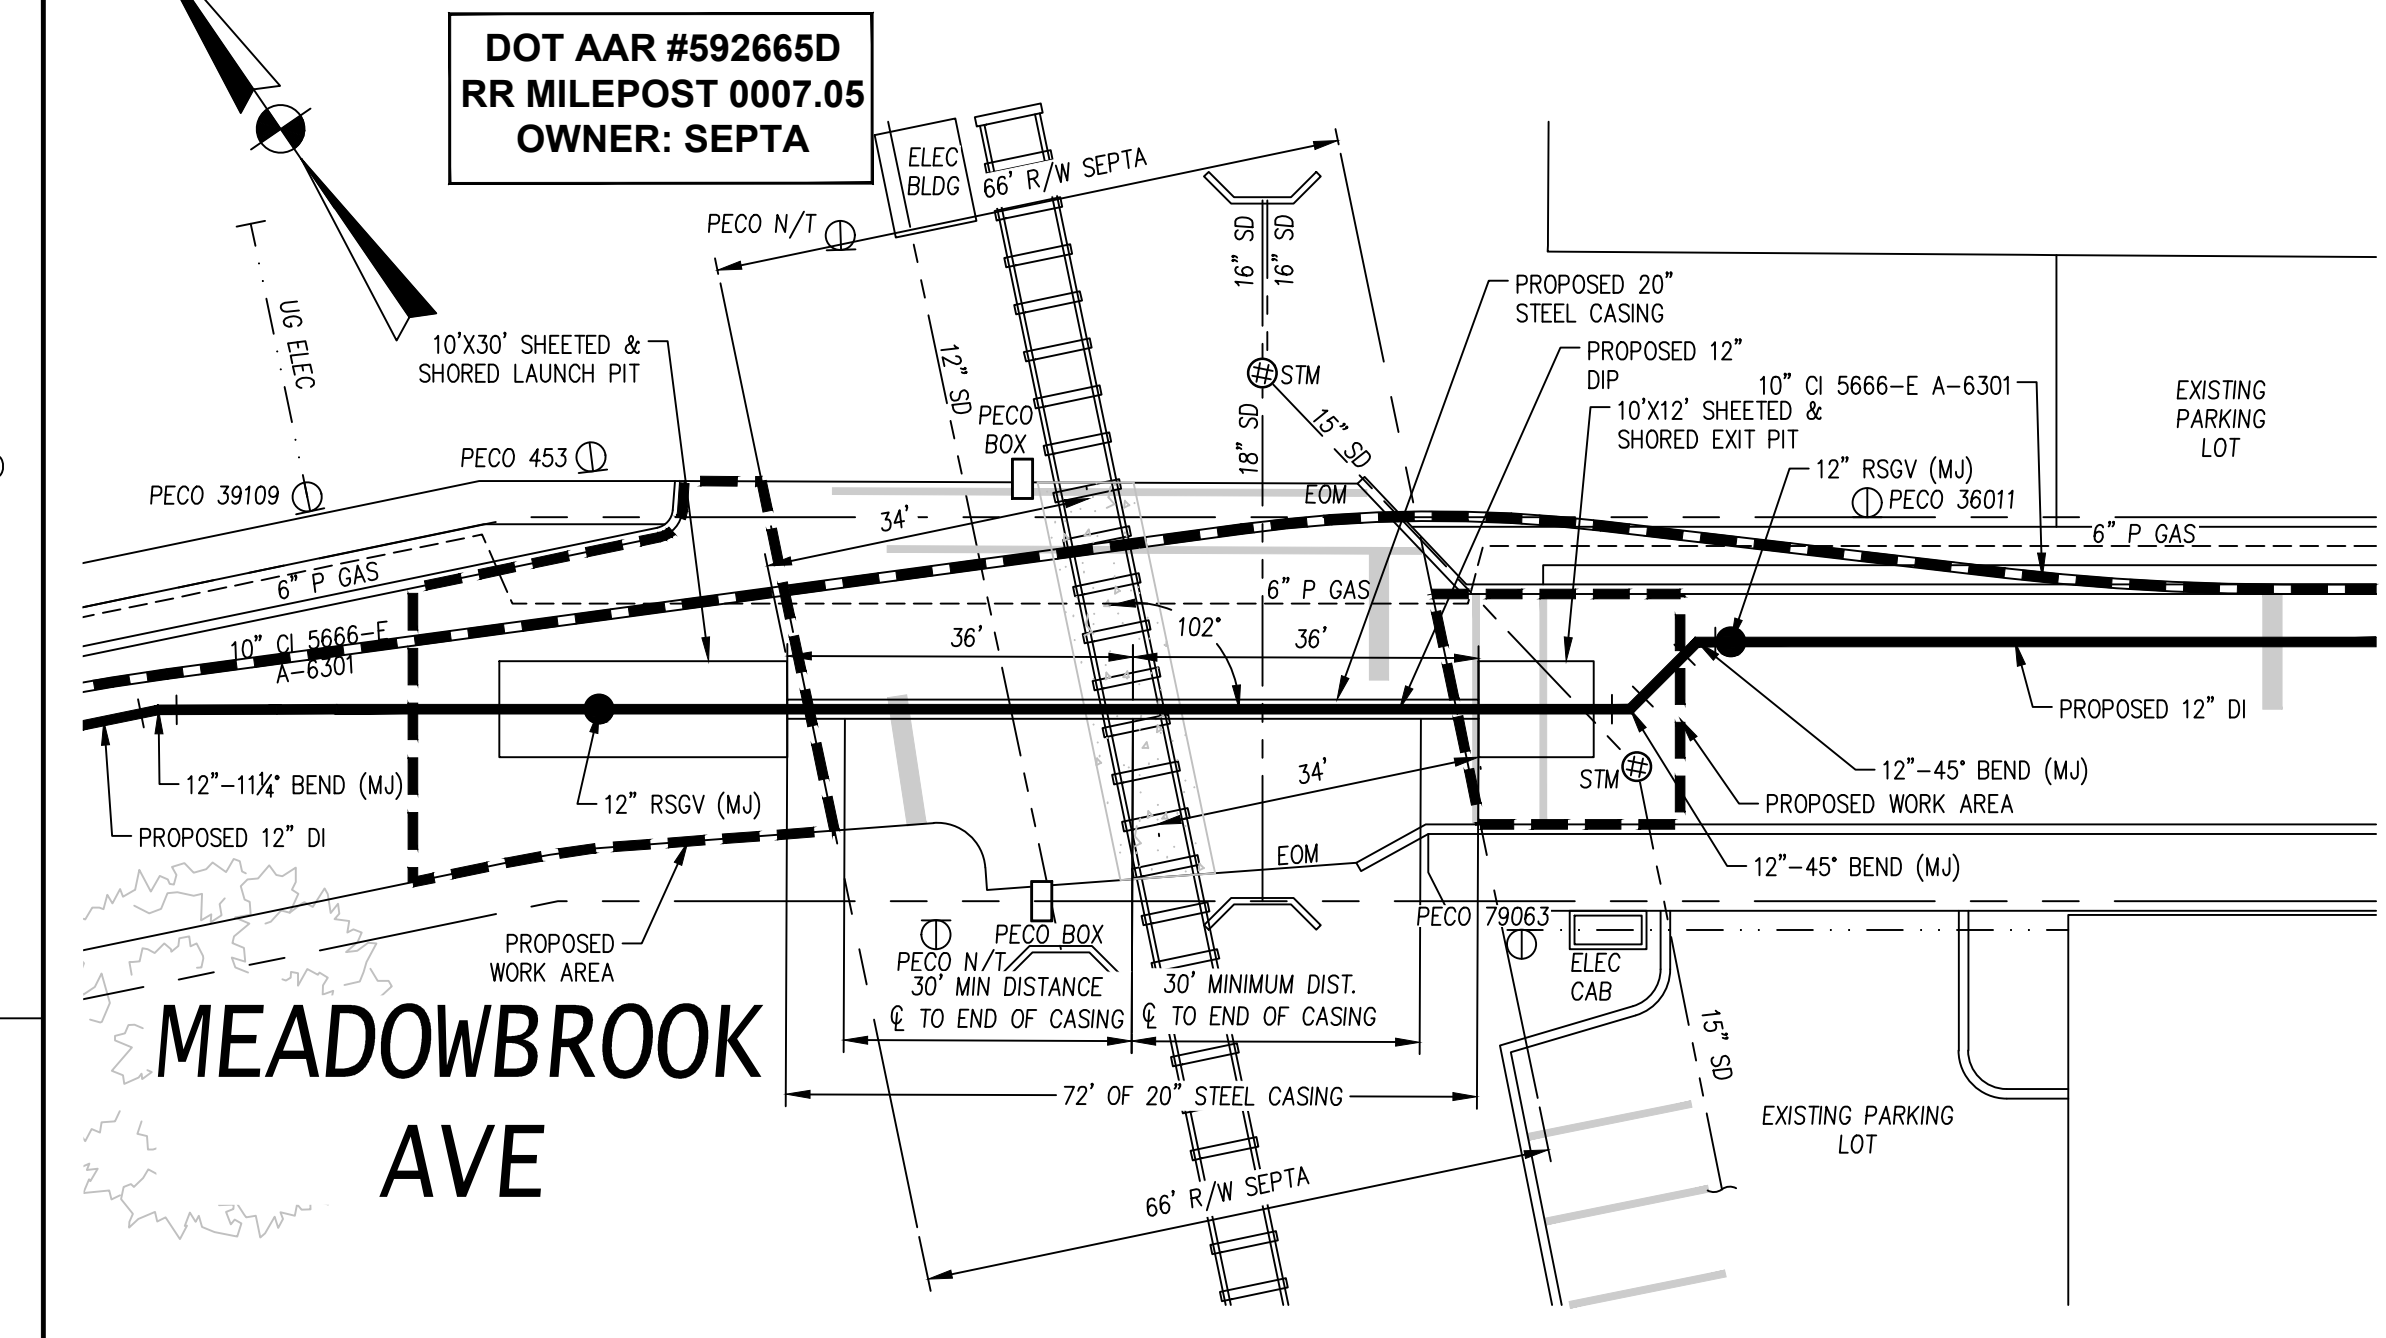 DOT AAR #592665D
RR MILEPOST 0007.05
OWNER: SEPTA
ELEC
BLDG
66' R/W SEPTA
PECO N/T
16" SD
16" SD
UG ELEC
10'X30' SHEETED &
SHORED LAUNCH PIT
12" SD
PECO
BOX
STM
18" SD
15" SD
PROPOSED 20"
STEEL CASING
PROPOSED 12"
DIP
10" CI 5666-E A-6301
10'X12' SHEETED &
SHORED EXIT PIT
EXISTING
PARKING
LOT
12" RSGV (MJ)
PECO 36011
PECO 453
PECO 39109
EOM
34'
6" P GAS
6" P GAS
6" P GAS
10" CI 5666-E
A-6301
36'
102°
36'
PROPOSED 12" DI
12"-11¼° BEND (MJ)
12" RSGV (MJ)
PROPOSED 12" DI
34'
STM
12"-45° BEND (MJ)
PROPOSED WORK AREA
12"-45° BEND (MJ)
EOM
PECO 79063
PROPOSED
WORK AREA
PECO N/T
PECO BOX
30' MIN DISTANCE
℄ TO END OF CASING
30' MINIMUM DIST.
℄ TO END OF CASING
ELEC
CAB
15" SD
MEADOWBROOK
AVE
72' OF 20" STEEL CASING
EXISTING PARKING
LOT
66' R/W SEPTA